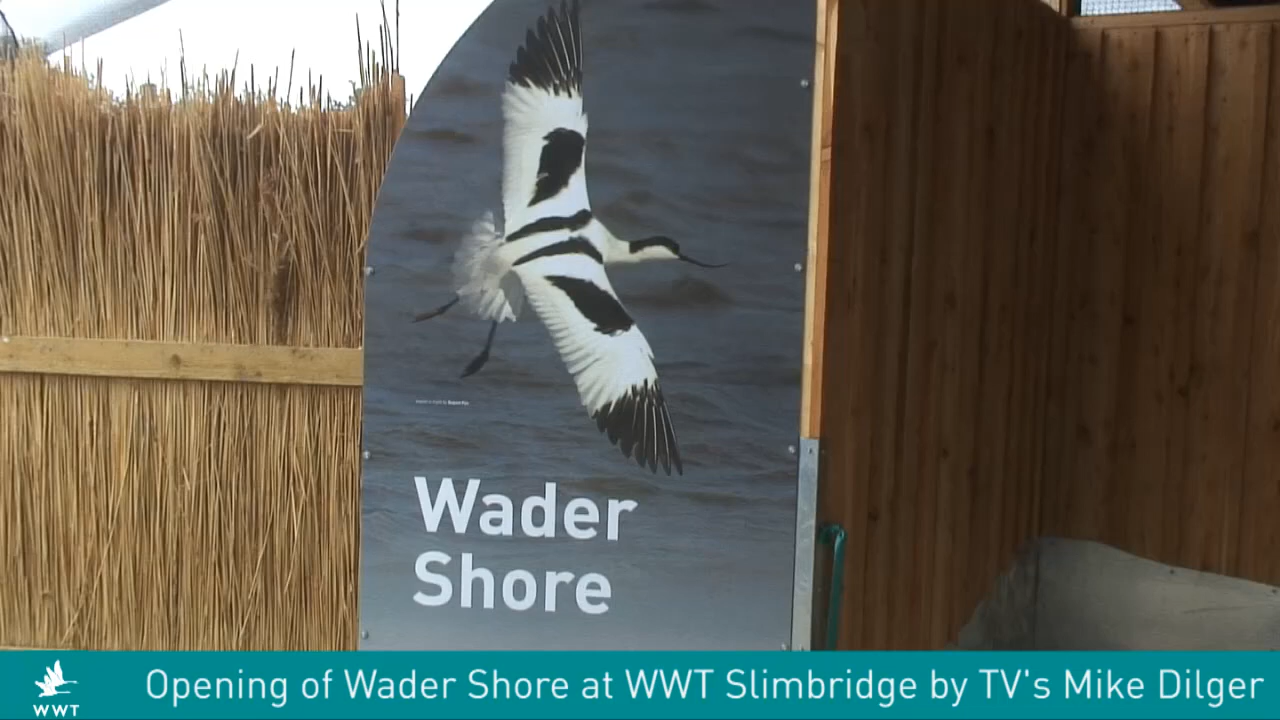 Wader
Shore
WWT
Opening of Wader Shore at WWT Slimbridge by TV's Mike Dilger